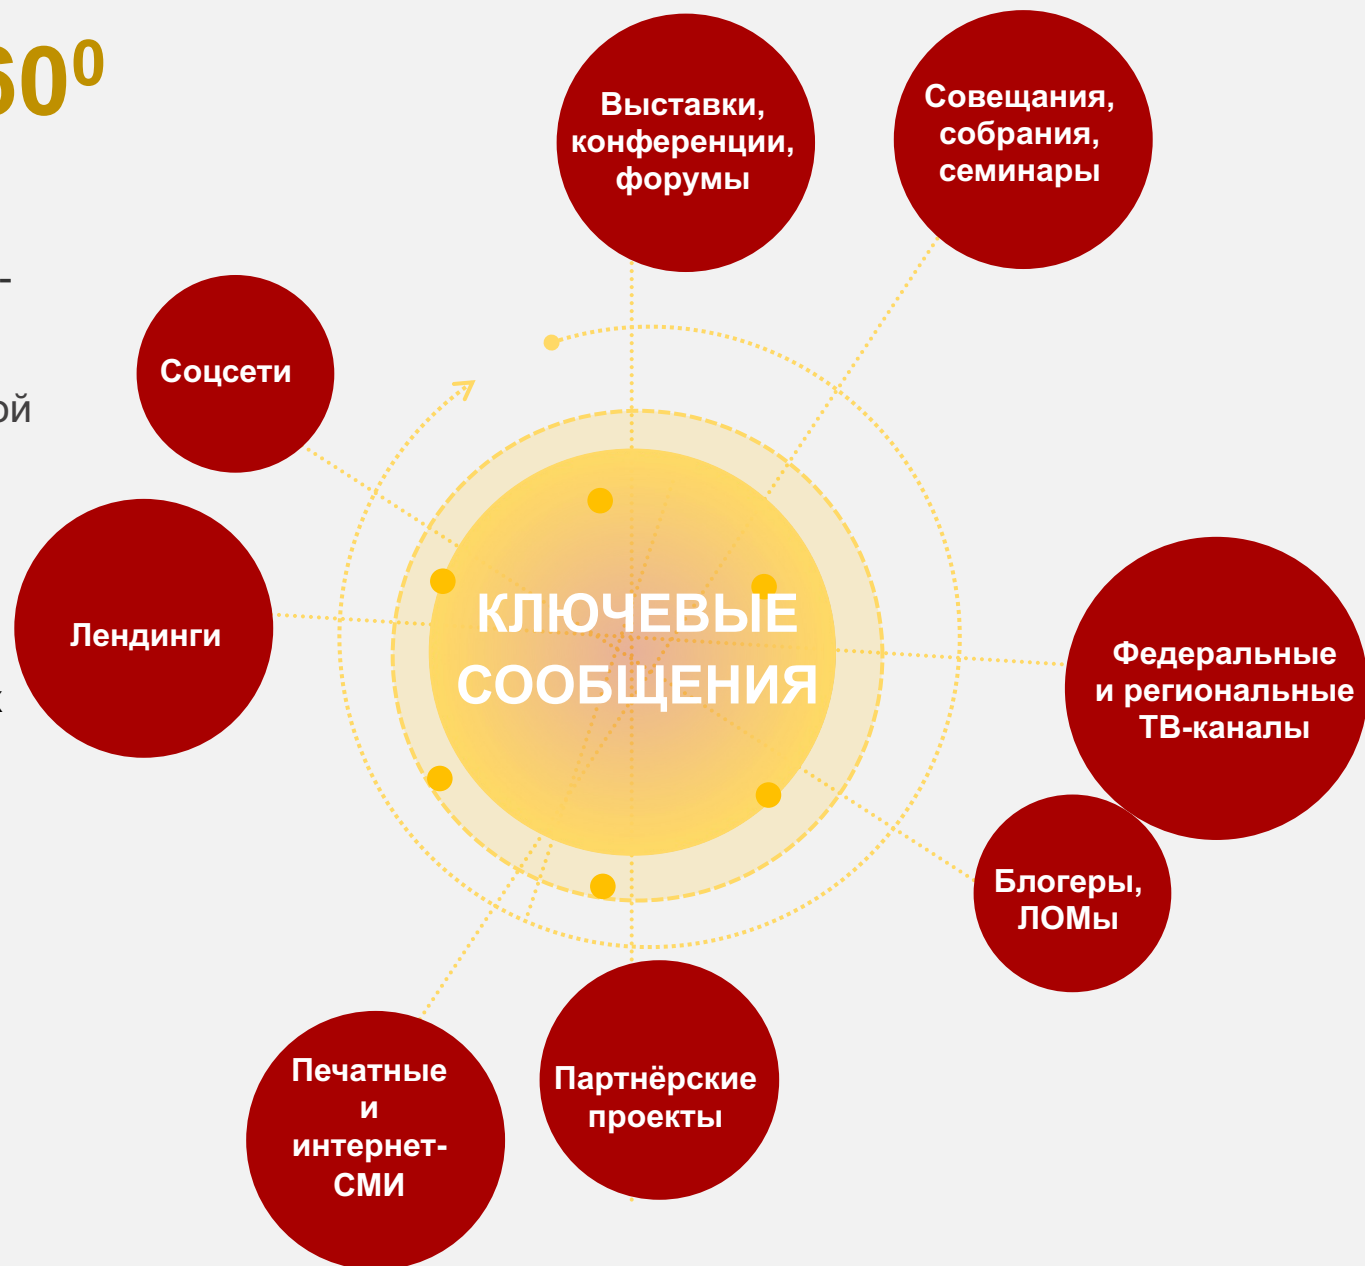 60⁰
Выставки,
конференции,
форумы
Совещания,
собрания,
семинары
-
Соцсети
ой
КЛЮЧЕВЫЕ
СООБЩЕНИЯ
Лендинги
Федеральные
и региональные
ТВ-каналы
х
Блогеры,
ЛОМы
Печатные
и
интернет-
СМИ
Партнёрские
проекты